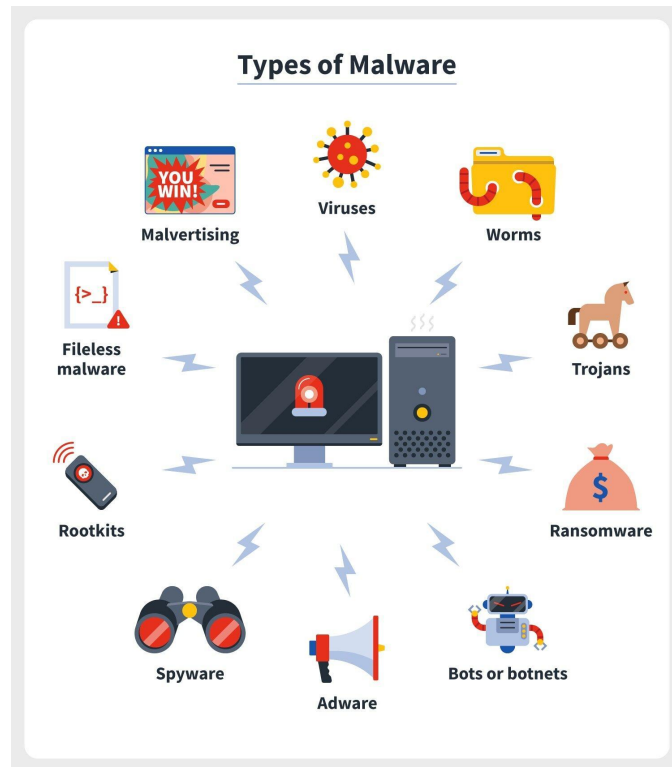 Types of Malware
YOU
WIN!
Malvertising
Viruses
Worms
{>_}
!
Fileless
malware
Trojans
Rootkits
$
Ransomware
Spyware
Adware
Bots or botnets